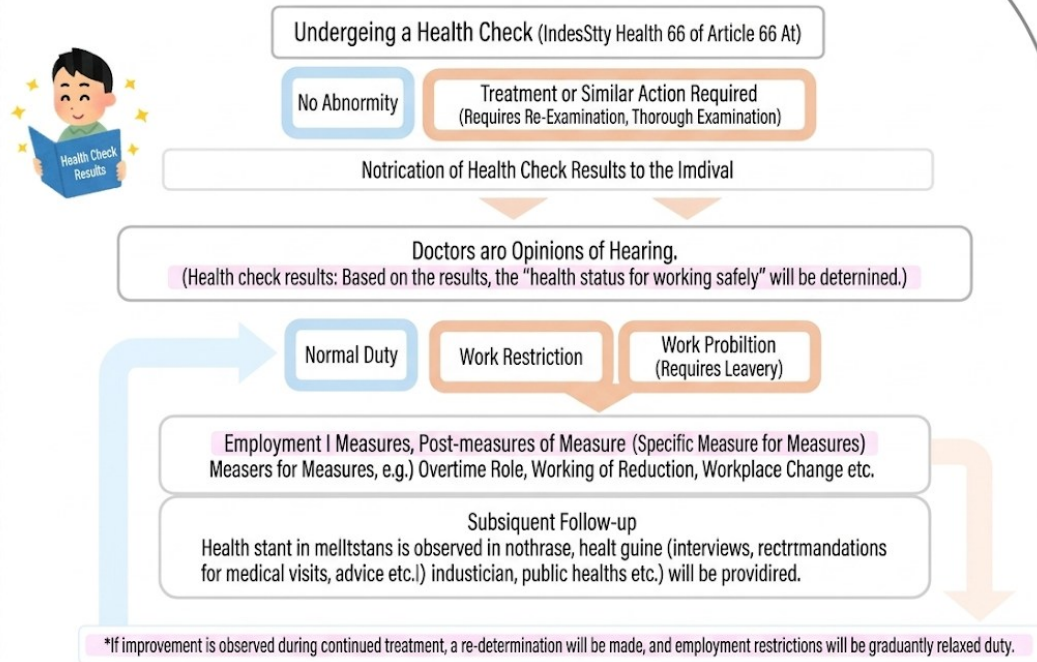 Undergeing a Health Check (IndesStty Health 66 of Article 66 At)
No Abnormity
Treatment or Similar Action Required
(Requires Re-Examination, Thorough Examination)
Health Check
Results
Notrication of Health Check Results to the Imdival
Doctors aro Opinions of Hearing.
(Health check results: Based on the results, the “health status for working safely” will be deternined.)
Normal Duty
Work Restriction
Work Probiltion
(Requires Leavery)
Employment I Measures, Post-measures of Measure (Specific Measure for Measures)
Measers for Measures, e.g.) Overtime Role, Working of Reduction, Workplace Change etc.
Subsiquent Follow-up
Health stant in melltstans is observed in nothrase, healt guine (interviews, rectrtmandations
for medical visits, advice etc.l) industician, public healths etc.) will be providired.
*If improvement is observed during continued treatment, a re-determination will be made, and employment restrictions will be graduantly relaxed duty.